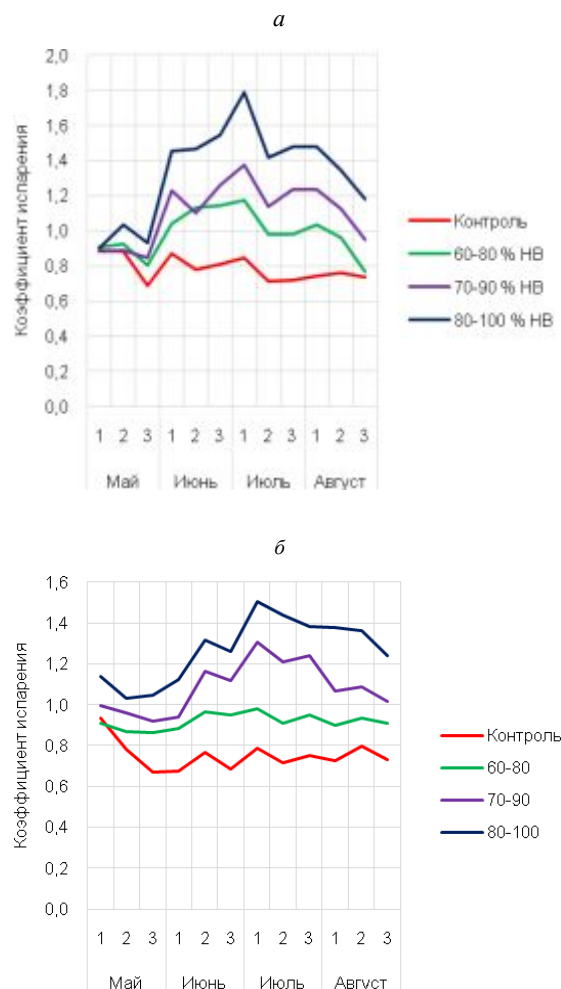 а
Коэффициент испарения
2,0
1,8
1,6
1,4
1,2
1,0
0,8
0,6
0,4
0,2
0,0
1 2 3 1 2 3 1 2 3 1 2 3
Май Июнь Июль Август
Контроль
60-80 % НВ
70-90 % НВ
80-100 % НВ
б
Коэффициент испарения
1,6
1,4
1,2
1,0
0,8
0,6
0,4
0,2
0,0
1 2 3 1 2 3 1 2 3 1 2 3
Май Июнь Июль Август
Контроль
60-80
70-90
80-100